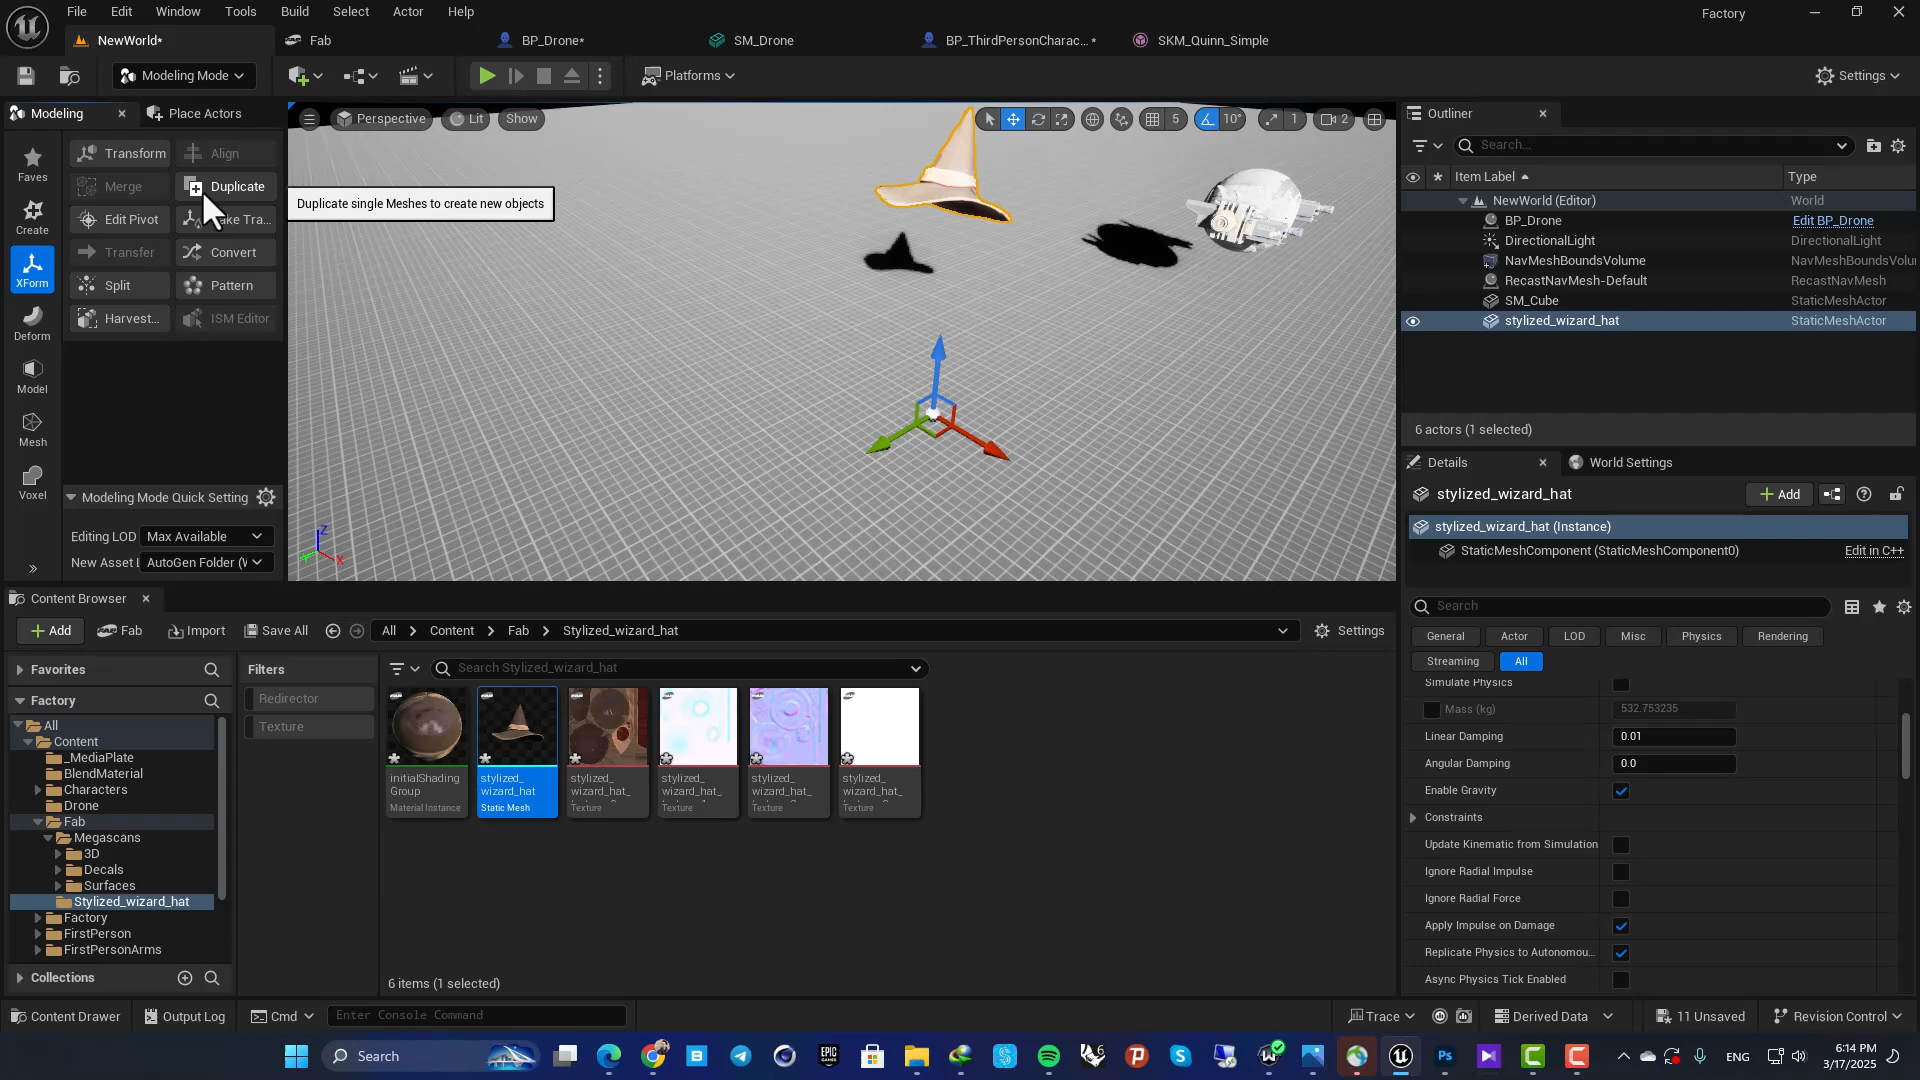 File Edit Window Tools Build Select Actor Help
Factory
NewWorld*
Fab
BP_Drone*
SM_Drone
BP_ThirdPersonCharac... *
SKM_Quinn_Simple
Modeling Mode
Platforms
Settings
Modeling
Place Actors
Perspective
Lit
Show
5
10°
1
2
Outliner
Faves
Create
XForm
Deform
Model
Mesh
Voxel
Transform
Align
Merge
Duplicate
Edit Pivot
ke Tra...
Transfer
Convert
Split
Pattern
Harvest...
ISM Editor
Duplicate single Meshes to create new objects
Modeling Mode Quick Setting
Editing LOD
Max Available
New Asset l
AutoGen Folder (V
Z
X
Search...
Item Label
Type
NewWorld (Editor)
World
BP_Drone
Edit BP_Drone
DirectionalLight
DirectionalLight
NavMeshBoundsVolume
NavMeshBoundsVolu
RecastNavMesh-Default
RecastNavMesh
SM_Cube
StaticMeshActor
stylized_wizard_hat
StaticMeshActor
6 actors (1 selected)
Details
World Settings
stylized_wizard_hat
Add
stylized_wizard_hat (Instance)
StaticMeshComponent (StaticMeshComponent0)
Edit in C++
Search
General
Actor
LOD
Misc
Physics
Rendering
Streaming
All
Simulate Physics
Mass (kg)
532.753235
Linear Damping
0.01
Angular Damping
0.0
Enable Gravity
Constraints
Update Kinematic from Simulation
Ignore Radial Impulse
Ignore Radial Force
Apply Impulse on Damage
Replicate Physics to Autonomou...
Async Physics Tick Enabled
Content Browser
Add
Fab
Import
Save All
All
Content
Fab
Stylized_wizard_hat
Settings
Favorites
Factory
All
Content
_MediaPlate
BlendMaterial
Characters
Drone
Fab
Megascans
3D
Decals
Surfaces
Stylized_wizard_hat
Factory
FirstPerson
FirstPersonArms
Collections
Filters
Redirector
Texture
Search Stylized_wizard_hat
initialShading
Group
Material Instance
stylized_
wizard_hat
Static Mesh
stylized_
wizard_hat_
Texture
stylized_
wizard_hat_
Texture
stylized_
wizard_hat_
Texture
stylized_
wizard_hat_
Texture
6 items (1 selected)
Content Drawer
Output Log
Cmd
Enter Console Command
Trace
Derived Data
11 Unsaved
Revision Control
Search
EPIC
GAMES
6
Ps
ENG
6:14 PM
3/17/2025